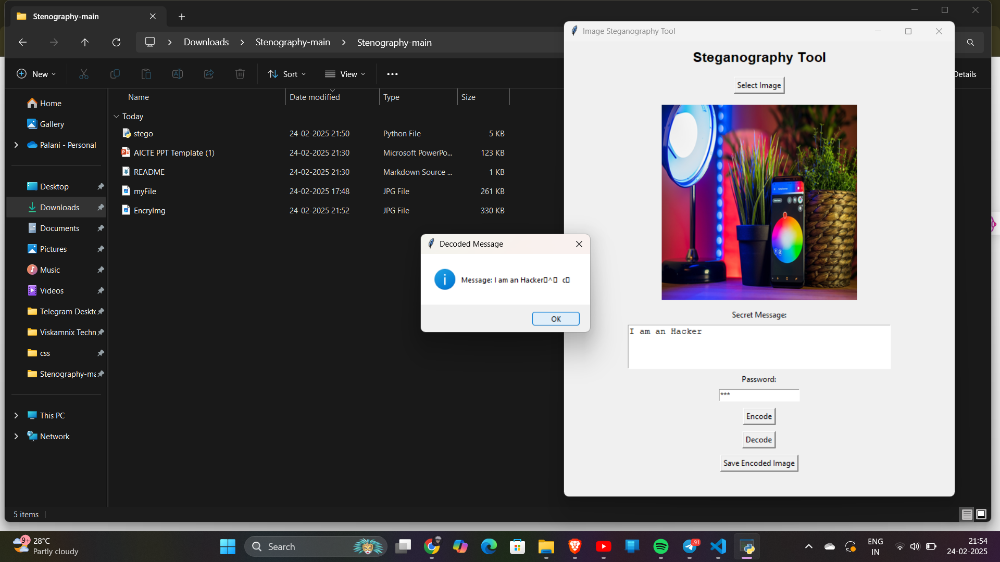 Stenography-main
Downloads > Stenography-main > Stenography-main
New
Sort
View
Details
Name
Date modified
Type
Size
Today
stego 24-02-2025 21:50 Python File 5 KB
AICTE PPT Template (1) 24-02-2025 21:30 Microsoft PowerPo... 123 KB
README 24-02-2025 21:30 Markdown Source ... 1 KB
myFile 24-02-2025 17:48 JPG File 261 KB
EncryImg 24-02-2025 21:52 JPG File 330 KB
Home
Gallery
Palani - Personal
Desktop
Downloads
Documents
Pictures
Music
Videos
Telegram Deskt
Viskamnix Techn
css
Stenography-ma
This PC
Network
5 items
Image Steganography Tool
Steganography Tool
Select Image
Secret Message:
I am an Hacker
Password:
***
Encode
Decode
Save Encoded Image
Decoded Message
Message: I am an Hacker▯^▯ c▯
OK
9+
28°C
Partly cloudy
Search
91
ENG
IN
21:54
24-02-2025